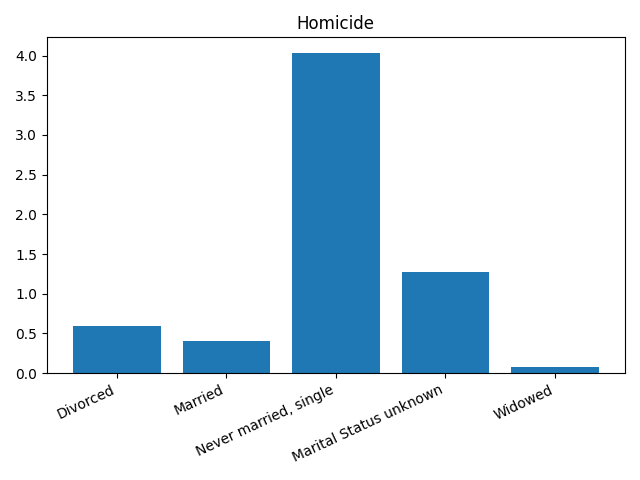 Homicide
4.0
3.5
3.0
2.5
2.0
1.5
1.0
0.5
0.0
Divorced
Married
Never married, single
Marital Status unknown
Widowed